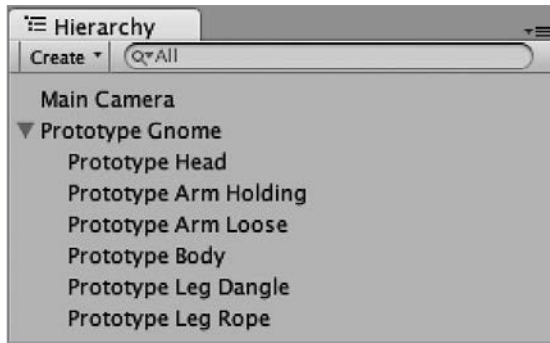 Hierarchy
Create All
Main Camera
Prototype Gnome
Prototype Head
Prototype Arm Holding
Prototype Arm Loose
Prototype Body
Prototype Leg Dangle
Prototype Leg Rope